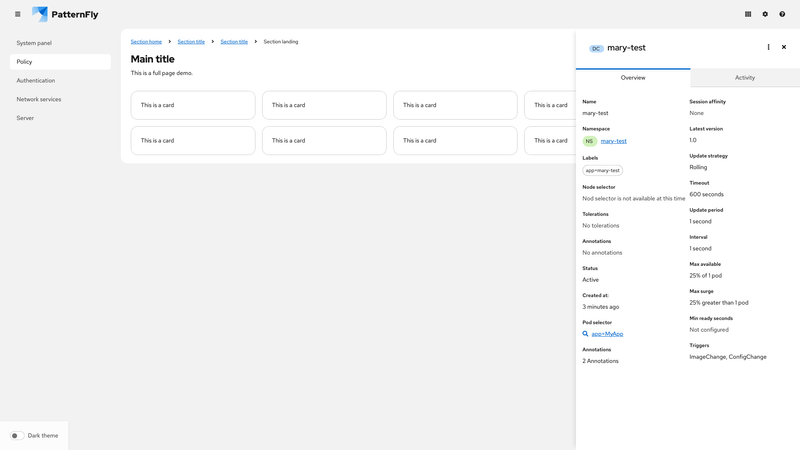 PatternFly
System panel
Policy
Authentication
Network services
Server
Section home
Section title
Section title
Section landing
Main title
This is a full page demo.
This is a card
This is a card
This is a card
This is a card
This is a card
This is a card
This is a card
This is a card
DC mary-test
Overview
Activity
Name
mary-test
Namespace
NS mary-test
Labels
app=mary-test
Node selector
Nod selector is not available at this time
Tolerations
No tolerations
Annotations
No annotations
Status
Active
Created at:
3 minutes ago
Pod selector
app=MyApp
Annotations
2 Annotations
Session affinity
None
Latest version
1.0
Update strategy
Rolling
Timeout
600 seconds
Update period
1 second
Interval
1 second
Max available
25% of 1 pod
Max surge
25% greater than 1 pod
Min ready seconds
Not configured
Triggers
ImageChange, ConfigChange
Dark theme